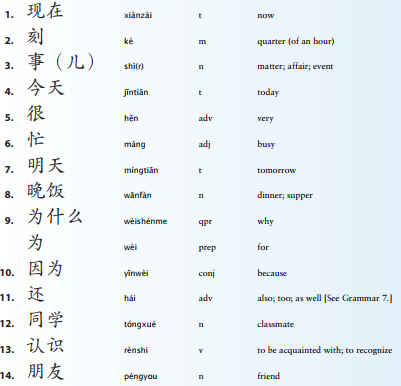 1. 现在 xiànzài t now
2. 刻 kè m quarter (of an hour)
3. 事（儿） shì(r) n matter; affair; event
4. 今天 jīntiān t today
5. 很 hěn adv very
6. 忙 máng adj busy
7. 明天 míngtiān t tomorrow
8. 晚饭 wǎnfàn n dinner; supper
9. 为什么 wèishénme qpr why
为 wèi prep for
10. 因为 yīnwèi conj because
11. 还 hái adv also; too; as well [See Grammar 7.]
12. 同学 tóngxué n classmate
13. 认识 rènshi v to be acquainted with; to recognize
14. 朋友 péngyou n friend